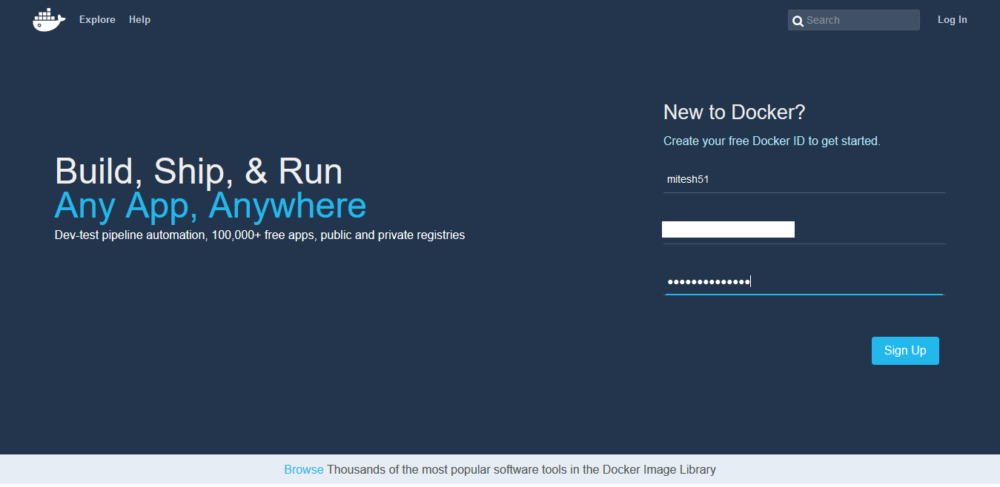 Explore Help Search Log In
New to Docker?
Create your free Docker ID to get started.
mitesh51
••••••••••••••
Sign Up
Build, Ship, & Run
Any App, Anywhere
Dev-test pipeline automation, 100,000+ free apps, public and private registries
Browse Thousands of the most popular software tools in the Docker Image Library